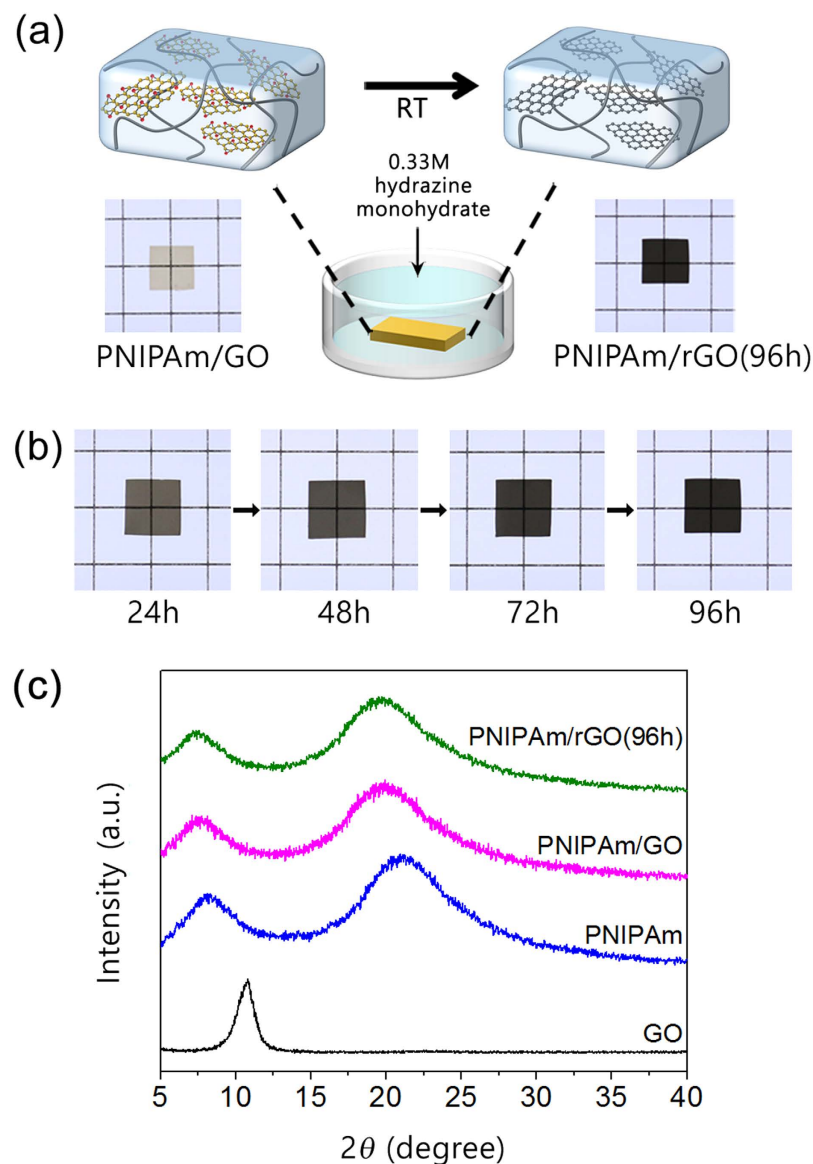 (a)
RT
0.33M
hydrazine
monohydrate
PNIPAm/GO
PNIPAm/rGO(96h)
(b)
24h
48h
72h
96h
(c)
PNIPAm/rGO(96h)
PNIPAm/GO
PNIPAm
GO
Intensity (a.u.)
5 10 15 20 25 30 35 40
2θ (degree)